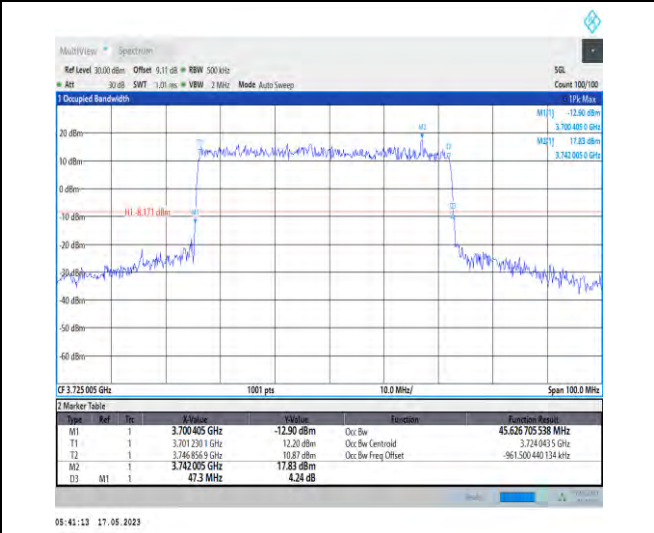 MultiView Spectrum
Ref Level 30.00 dBm Offset 9.11 dB RBW 500 kHz SGL
Att 30 dB SWT 1.01 ms VBW 2 MHz Mode Auto Sweep Count 100/100
1 Occupied Bandwidth 1Pk Max
M1[1] -12.90 dBm
3.700 405 0 GHz
M2[1] 17.83 dBm
3.742 005 0 GHz
M2
20 dBm
10 dBm
0 dBm
-10 dBm
H1 -8.171 dBm
-20 dBm
-30 dBm
-40 dBm
-50 dBm
-60 dBm
CF 3.725 005 GHz 1001 pts 10.0 MHz/ Span 100.0 MHz
2 Marker Table
Type Ref Trc X-Value Y-Value Function Function Result
M1 1 3.700 405 GHz -12.90 dBm Occ Bw 45.626 705 538 MHz
T1 1 3.701 230 1 GHz 12.20 dBm Occ Bw Centroid 3.724 043 5 GHz
T2 1 3.746 856 9 GHz 10.87 dBm Occ Bw Freq Offset -961.500 440 134 kHz
M2 1 3.742 005 GHz 17.83 dBm
D3 M1 1 47.3 MHz 4.24 dB
05:41:13 17.05.2023